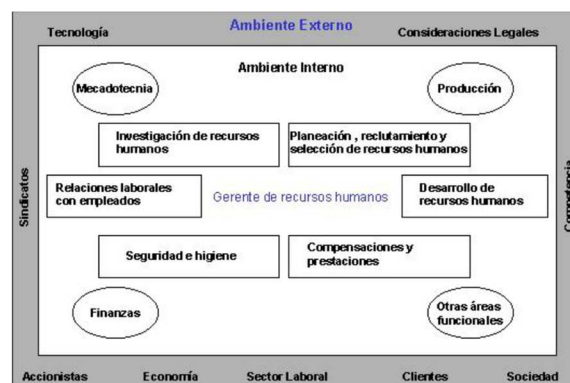 Tecnología
Ambiente Externo
Consideraciones Legales
Ambiente Interno
Mecadotecnia
Producción
Investigación de recursos
humanos
Planeación , reclutamiento y
selección de recursos humanos
Sindicatos
Relaciones laborales
con empleados
Gerente de recursos humanos
Desarrollo de
recursos humanos
Competencia
Seguridad e higiene
Compensaciones y
prestaciones
Finanzas
Otras áreas
funcionales
Accionistas
Economía
Sector Laboral
Clientes
Sociedad